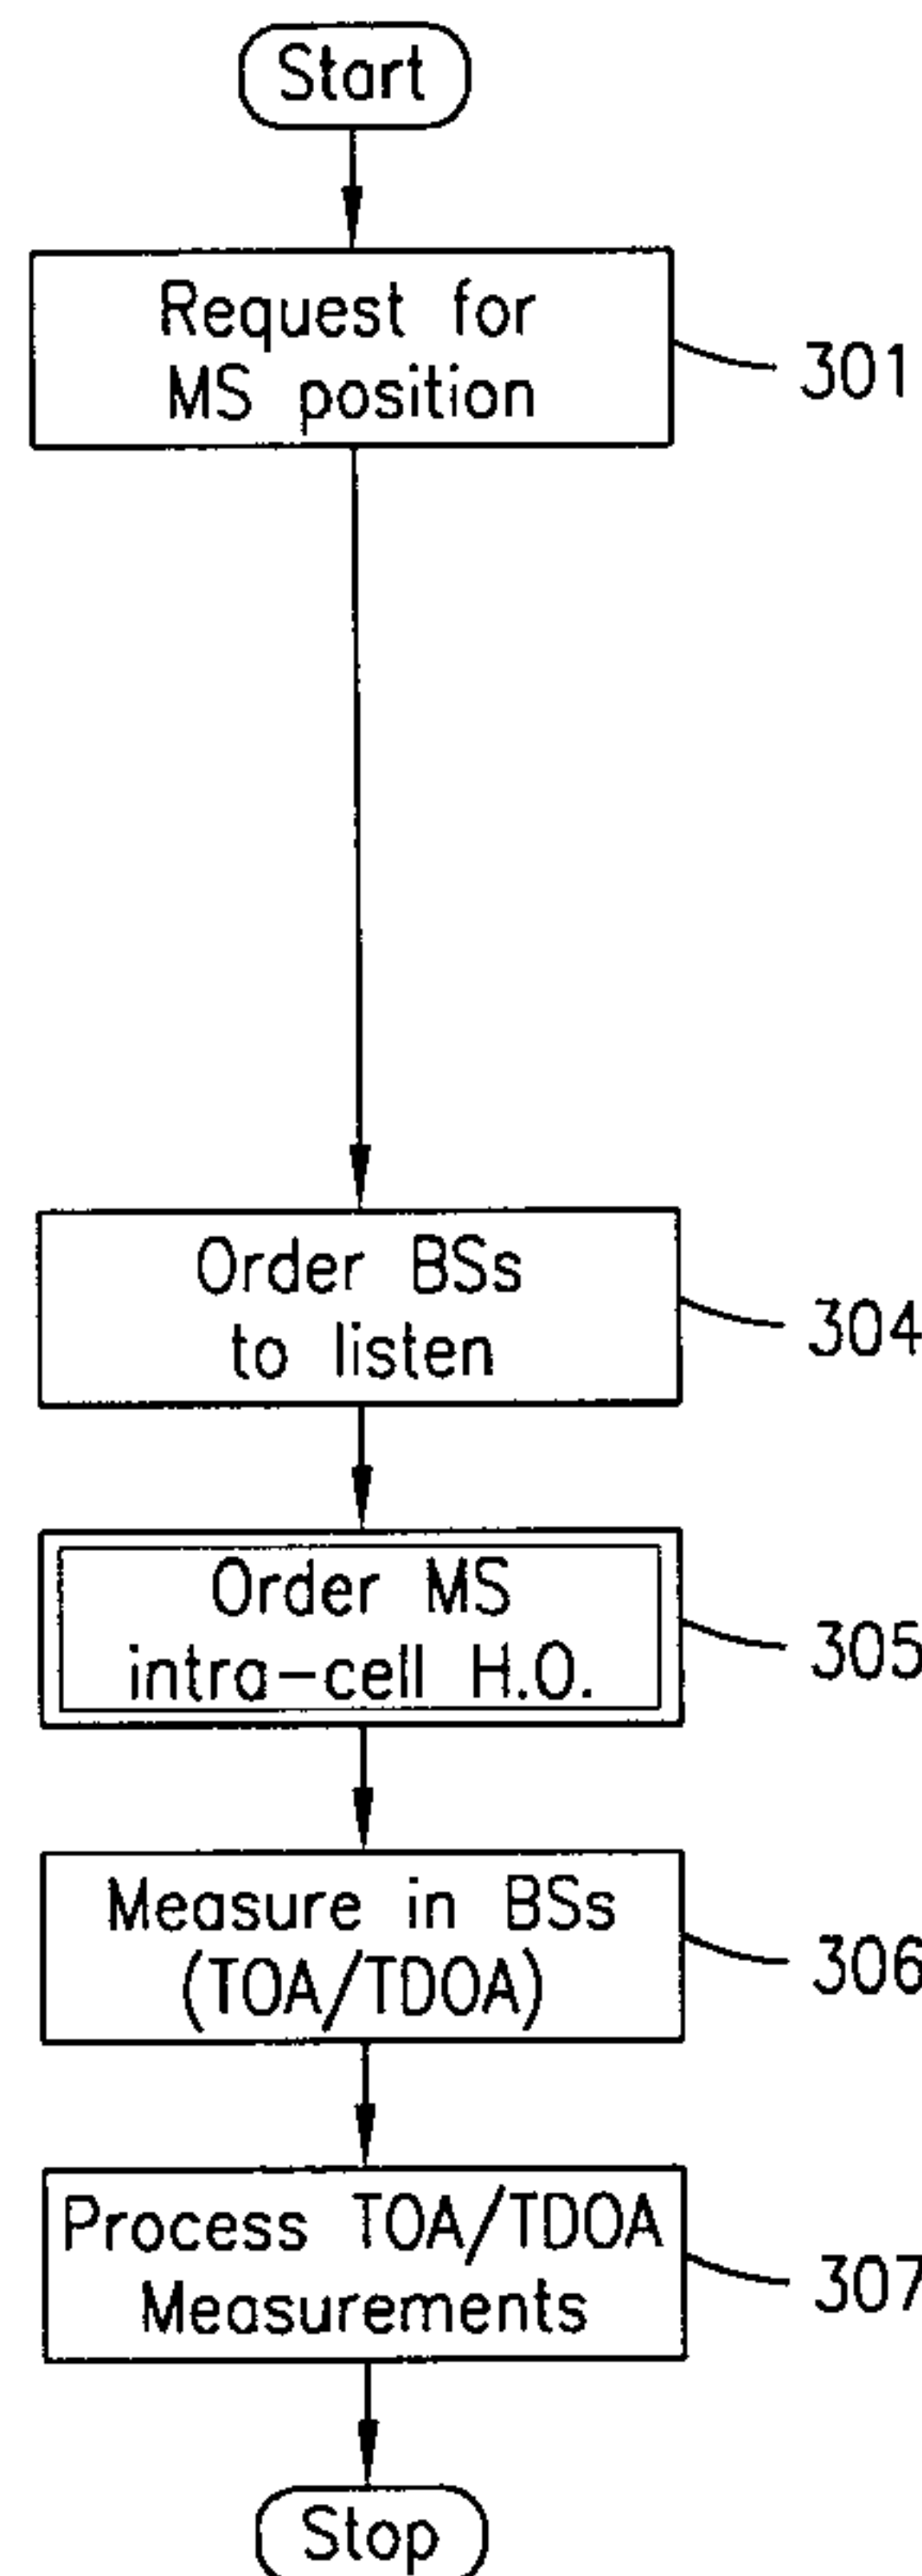 Start
Request for
MS position
301
Order BSs
to listen
304
Order MS
intra-cell H.O.
305
Measure in BSs
(TOA/TDOA)
306
Process TOA/TDOA
Measurements
307
Stop